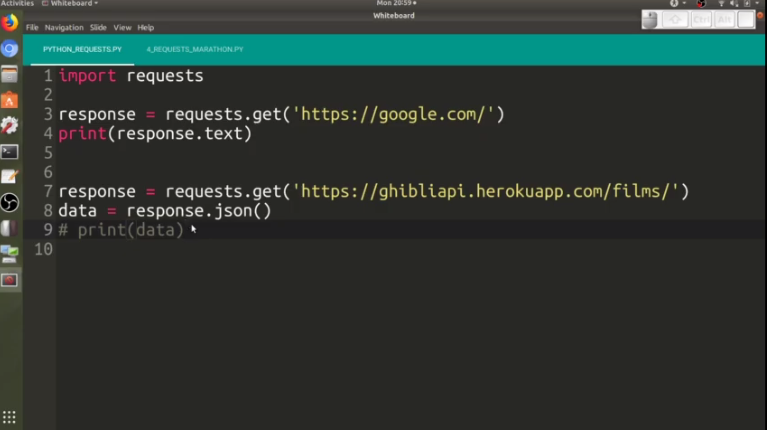 Activities Whiteboard Mon 20:59
Whiteboard
Ctrl Alt
File Navigation Slide View Help
PYTHON_REQUESTS.PY 4_REQUESTS_MARATHON.PY
1 import requests
2
3 response = requests.get('https://google.com/')
4 print(response.text)
5
6
7 response = requests.get('https://ghibliapi.herokuapp.com/films/')
8 data = response.json()
9 # print(data)
10